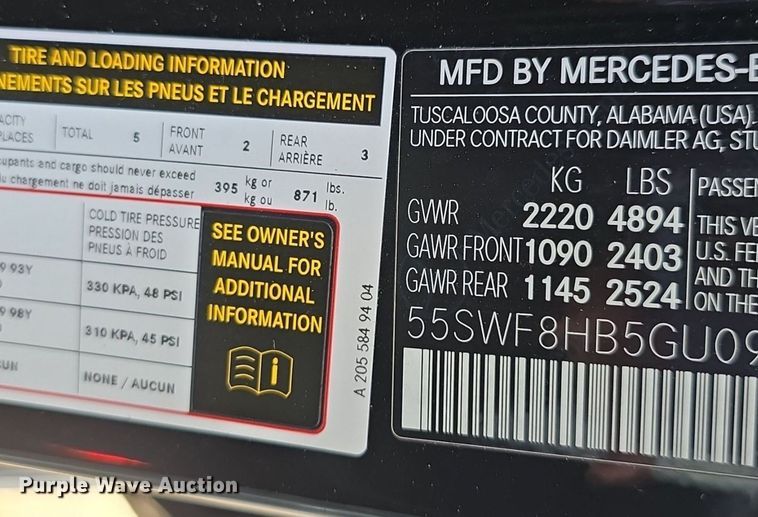 TIRE AND LOADING INFORMATION
NEMENTS SUR LES PNEUS ET LE CHARGEMENT
ACITY TOTAL 5 FRONT 2 REAR 3
PLACES AVANT ARRIÈRE
upants and cargo should never exceed 395 kg or 871 lbs.
u chargement ne doit jamais dépasser kg ou lb.
COLD TIRE PRESSURE
PRESSION DES
PNEUS À FROID
9 93Y 330 KPA, 48 PSI
98Y 310 KPA, 45 PSI
CUN NONE / AUCUN
SEE OWNER'S
MANUAL FOR
ADDITIONAL
INFORMATION
i
A 205 584 94 04
MFD BY MERCEDES-B
TUSCALOOSA COUNTY, ALABAMA (USA).
UNDER CONTRACT FOR DAIMLER AG, STU
KG LBS
GVWR 2220 4894
GAWR FRONT 1090 2403
GAWR REAR 1145 2524
PASSEN
THIS VE
U.S. FE
AND TH
ON THE
55SWF8HB5GU09
Purple Wave Auction